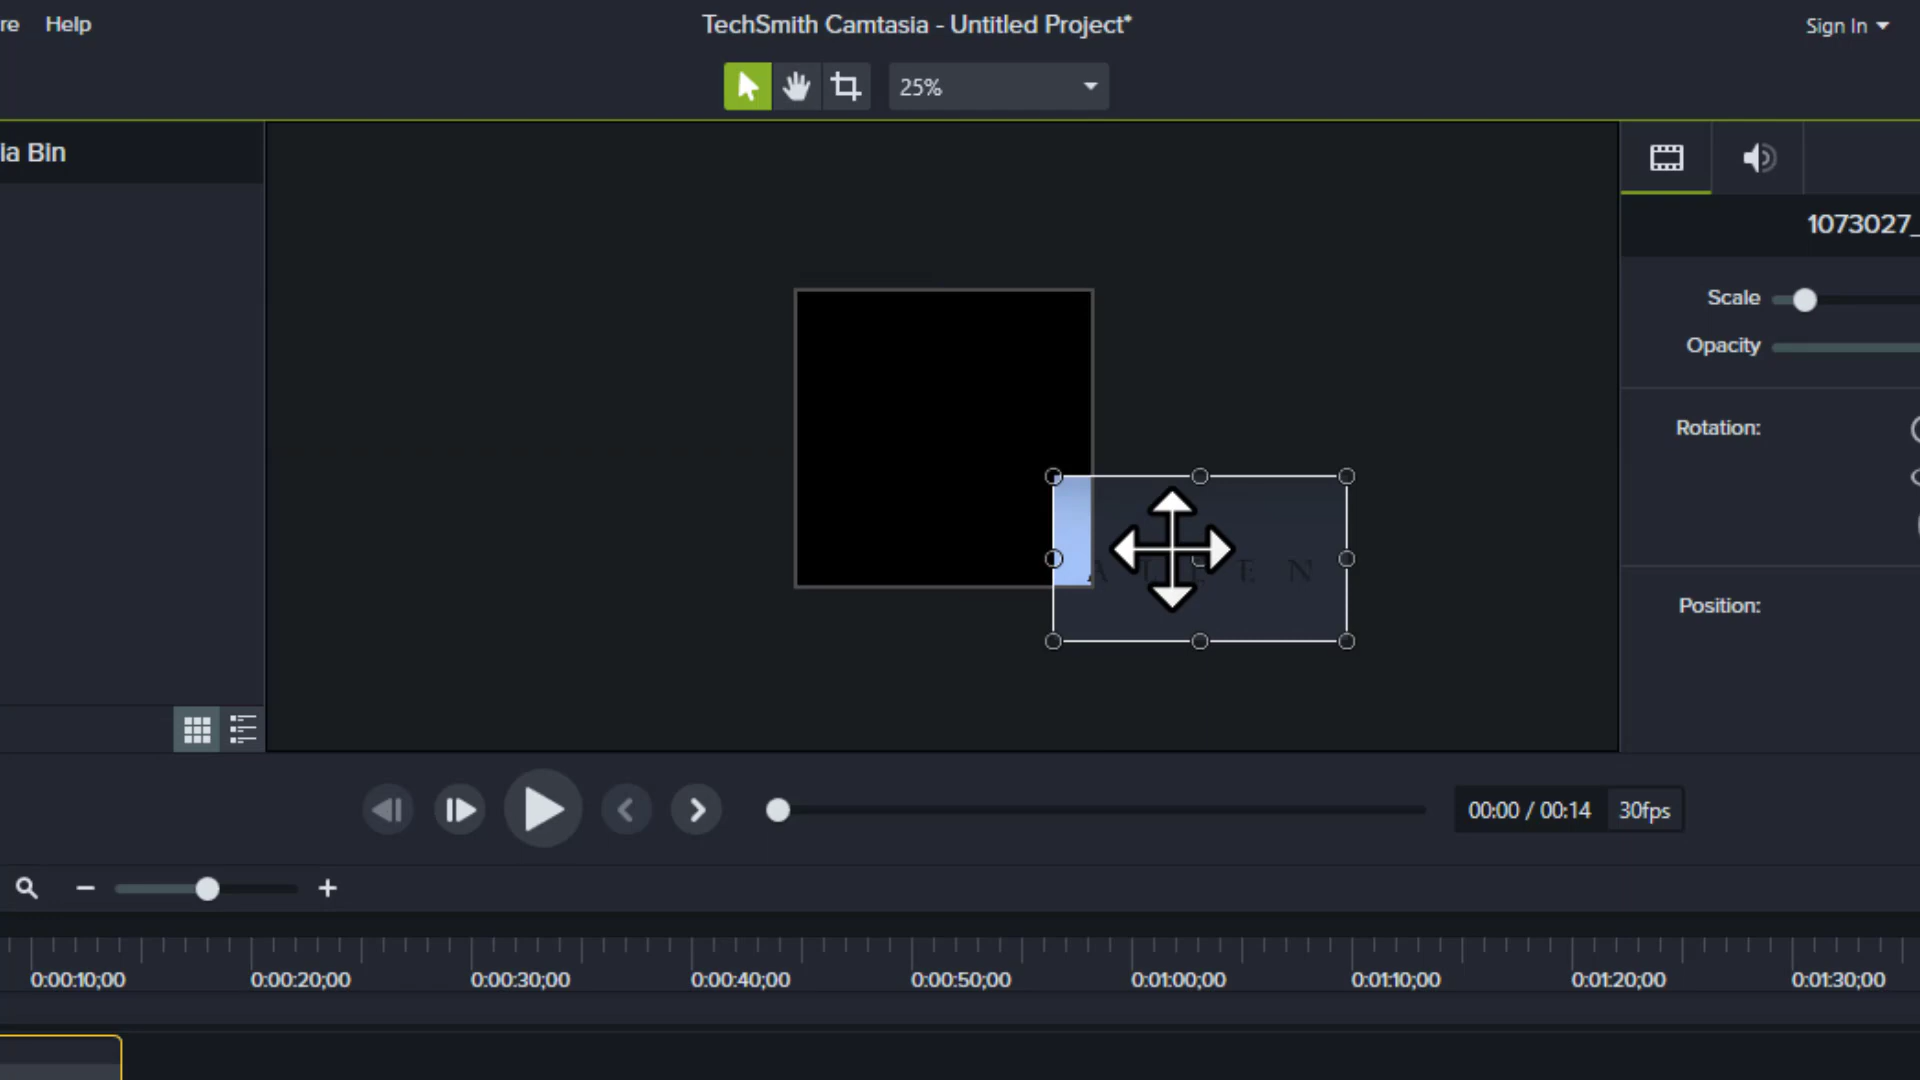 re Help
TechSmith Camtasia - Untitled Project*
Sign In
25%
ia Bin
1073027_
Scale
Opacity
Rotation:
Position:
00:00 / 00:14 30fps
0:00:10;00 0:00:20;00 0:00:30;00 0:00:40;00 0:00:50;00 0:01:00;00 0:01:10;00 0:01:20;00 0:01:30;00